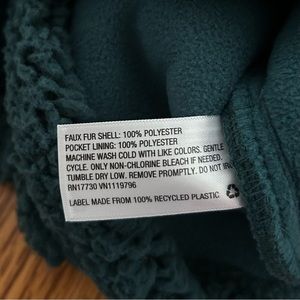 FAUX FUR SHELL: 100% POLYESTER
POCKET LINING: 100% POLYESTER
MACHINE WASH COLD WITH LIKE COLORS. GENTLE
CYCLE. ONLY NON-CHLORINE BLEACH IF NEEDED.
TUMBLE DRY LOW. REMOVE PROMPTLY. DO NOT
RN17730 VN1119796
LABEL MADE FROM 100% RECYCLED PLASTIC